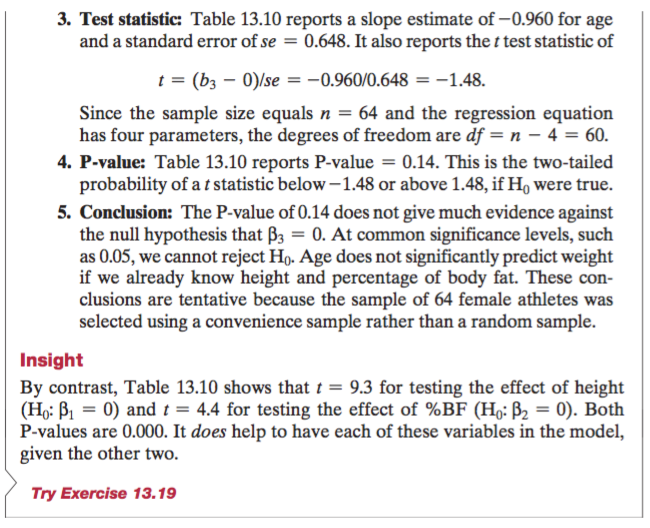 3. Test statistic: Table 13.10 reports a slope estimate of −0.960 for age
and a standard error of se = 0.648. It also reports the t test statistic of
t = (b₃ − 0)/se = −0.960/0.648 = −1.48.
Since the sample size equals n = 64 and the regression equation
has four parameters, the degrees of freedom are df = n − 4 = 60.
4. P-value: Table 13.10 reports P-value = 0.14. This is the two-tailed
probability of a t statistic below −1.48 or above 1.48, if H₀ were true.
5. Conclusion: The P-value of 0.14 does not give much evidence against
the null hypothesis that β₃ = 0. At common significance levels, such
as 0.05, we cannot reject H₀. Age does not significantly predict weight
if we already know height and percentage of body fat. These con-
clusions are tentative because the sample of 64 female athletes was
selected using a convenience sample rather than a random sample.
Insight
By contrast, Table 13.10 shows that t = 9.3 for testing the effect of height
(H₀: β₁ = 0) and t = 4.4 for testing the effect of %BF (H₀: β₂ = 0). Both
P-values are 0.000. It does help to have each of these variables in the model,
given the other two.
Try Exercise 13.19